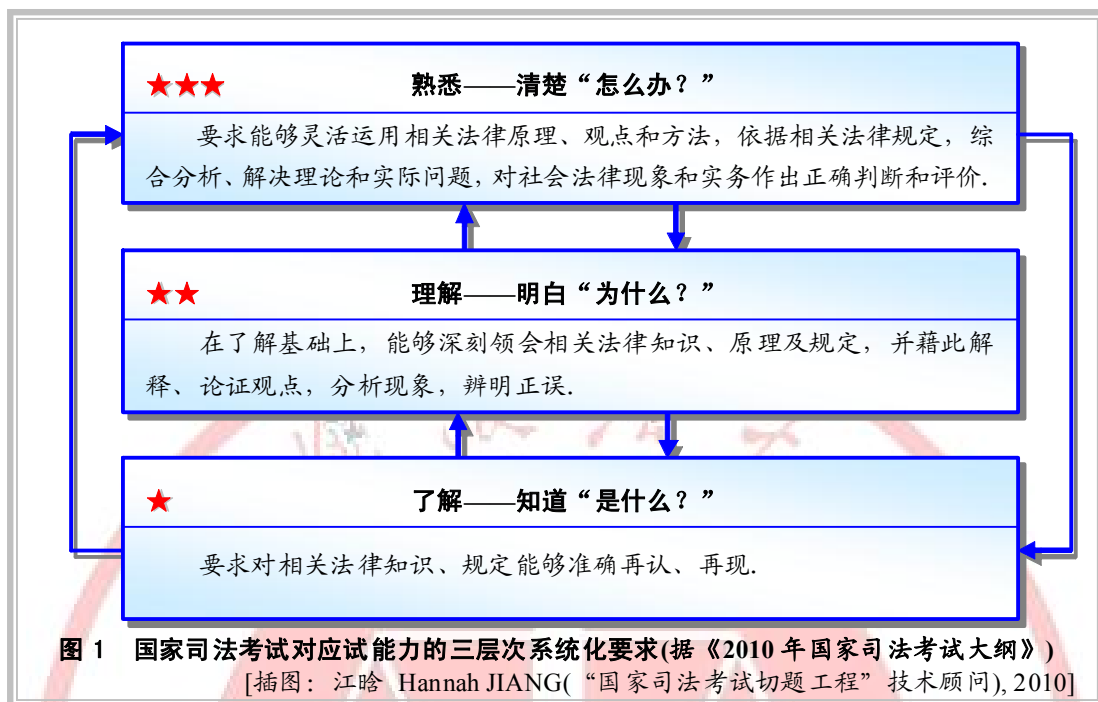 ★★★ 熟悉——清楚“怎么办？”
要求能够灵活运用相关法律原理、观点和方法，依据相关法律规定，综
合分析、解决理论和实际问题，对社会法律现象和实务作出正确判断和评价.
★★ 理解——明白“为什么？”
在了解基础上，能够深刻领会相关法律知识、原理及规定，并藉此解
释、论证观点，分析现象，辨明正误.
★ 了解——知道“是什么？”
要求对相关法律知识、规定能够准确再认、再现.
图 1 国家司法考试对应试能力的三层次系统化要求(据《2010 年国家司法考试大纲》)
[插图：江晗 Hannah JIANG(“国家司法考试切题工程”技术顾问), 2010]